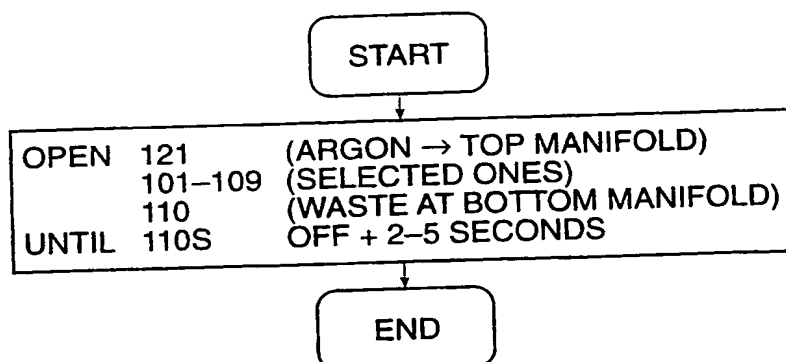 START
OPEN 121 (ARGON → TOP MANIFOLD)
101–109 (SELECTED ONES)
110 (WASTE AT BOTTOM MANIFOLD)
UNTIL 110S OFF + 2–5 SECONDS
END